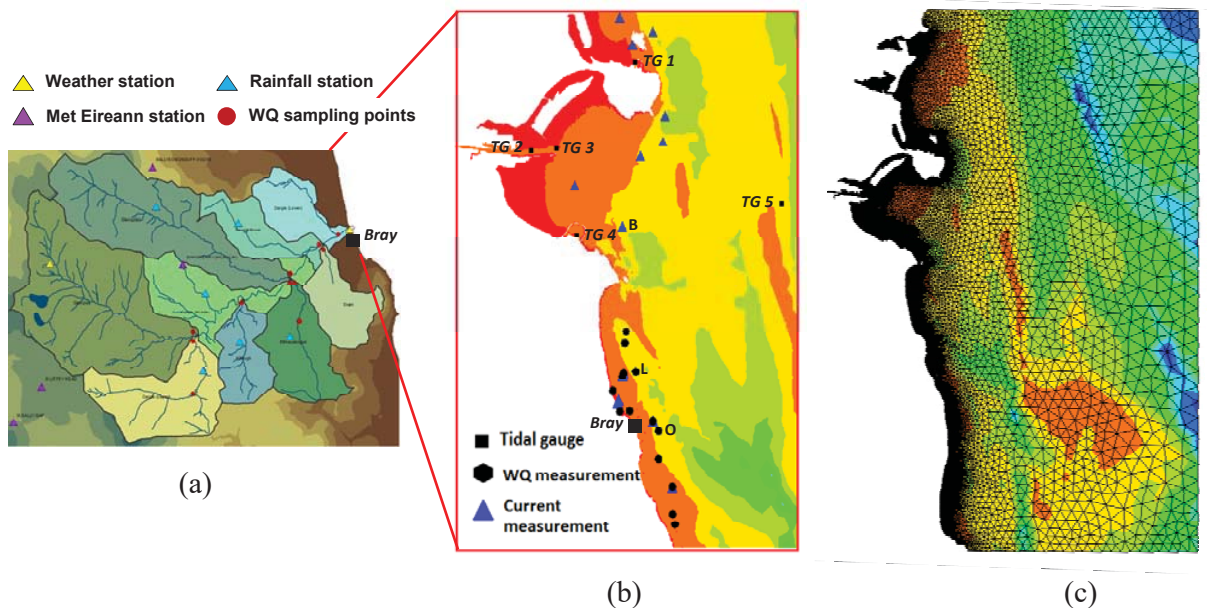 Weather station
Rainfall station
Met Eireann station
WQ sampling points
Bray
(a)
TG 1
TG 2
TG 3
TG 5
B
TG 4
L
Bray
O
Tidal gauge
WQ measurement
Current
measurement
(b)
(c)